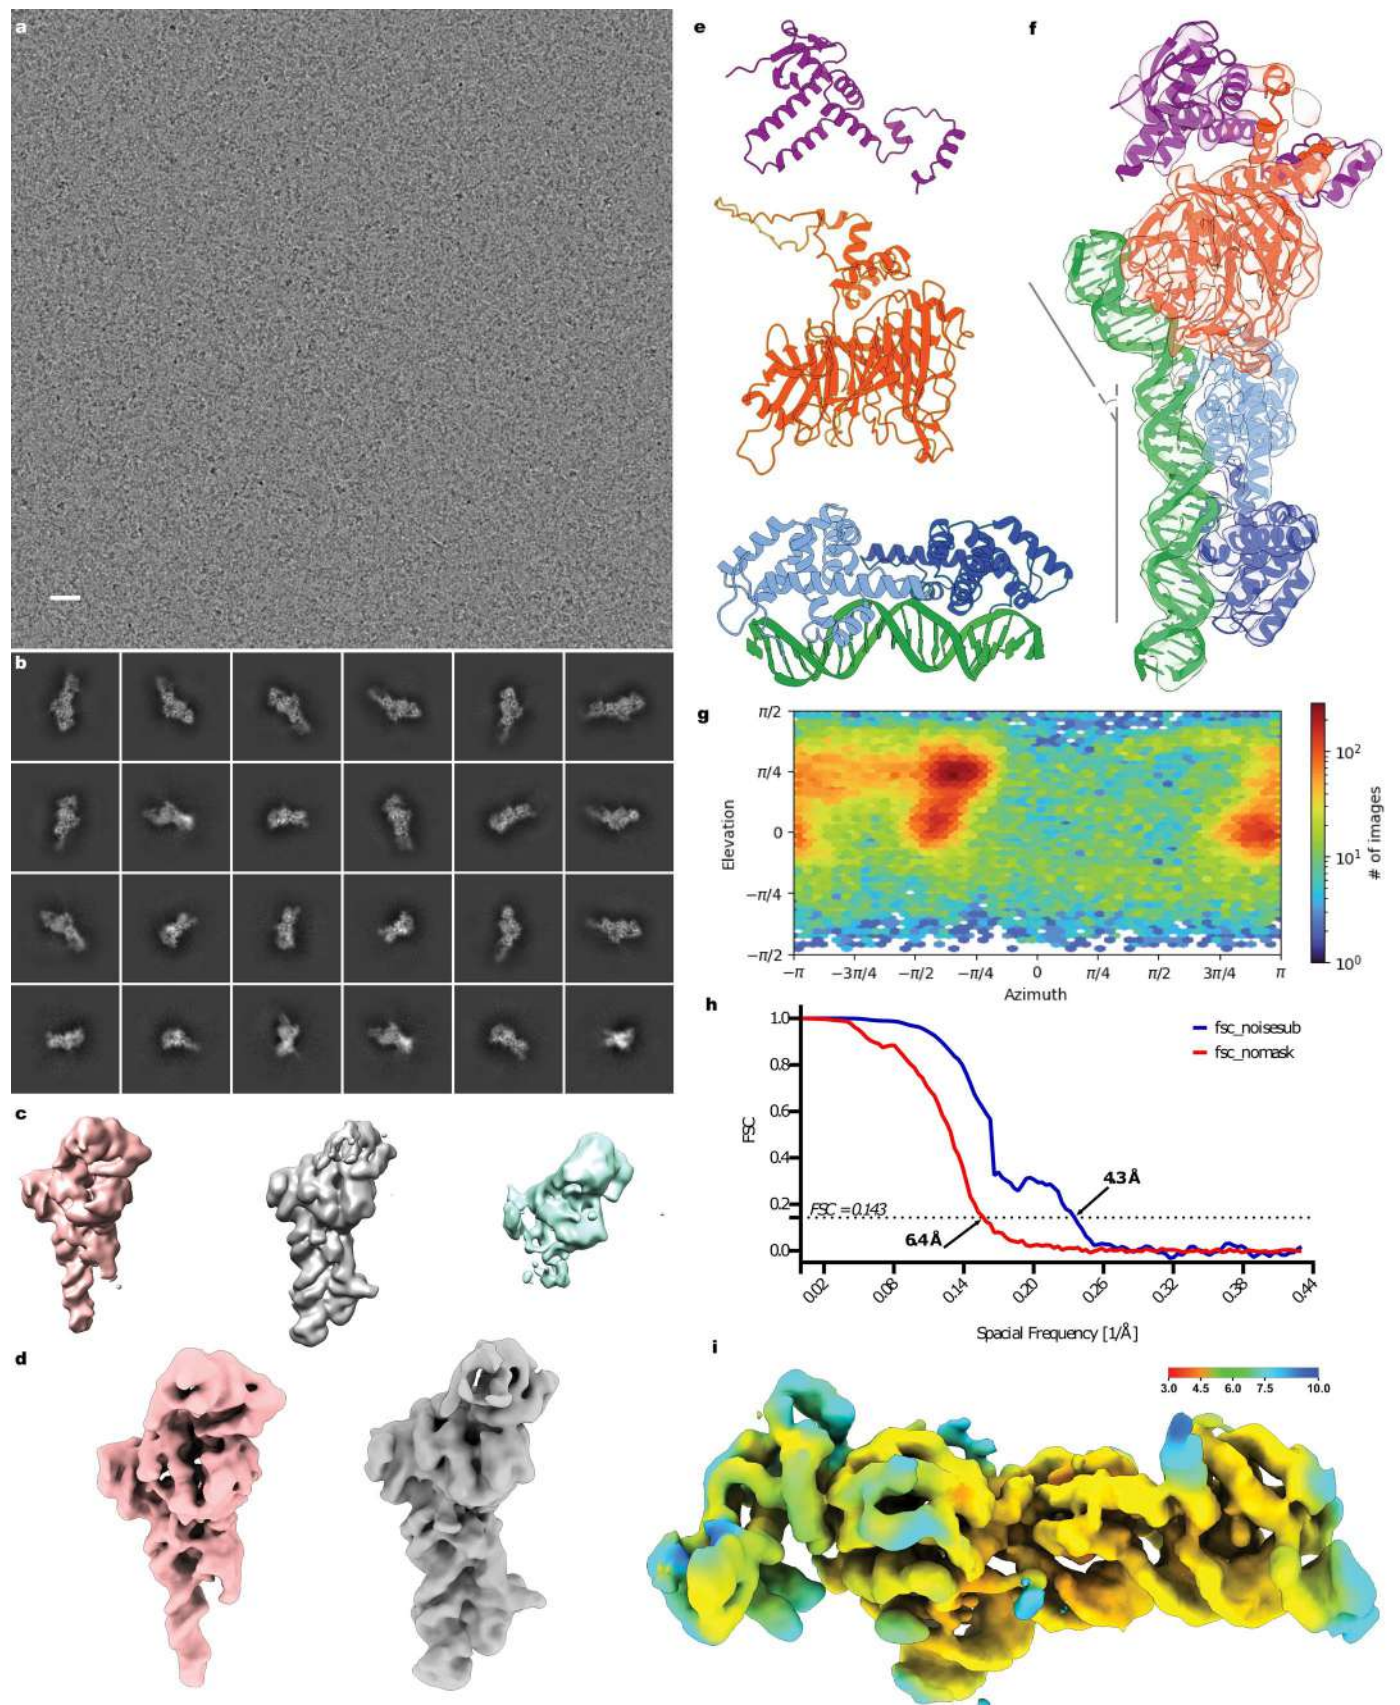 a
e
f
b
g
π/2
π/4
0
−π/4
−π/2
Elevation
−π
−3π/4
−π/2
−π/4
0
π/4
π/2
3π/4
π
Azimuth
10²
10¹
10⁰
# of images
c
h
1.0
0.8
0.6
0.4
0.2
0.0
FSC
fsc_noisesub
fsc_nomask
FSC = 0.143
4.3 Å
6.4 Å
0.02
0.08
0.14
0.20
0.26
0.32
0.38
0.44
Spacial Frequency [1/Å]
d
i
3.0 4.5 6.0 7.5 10.0